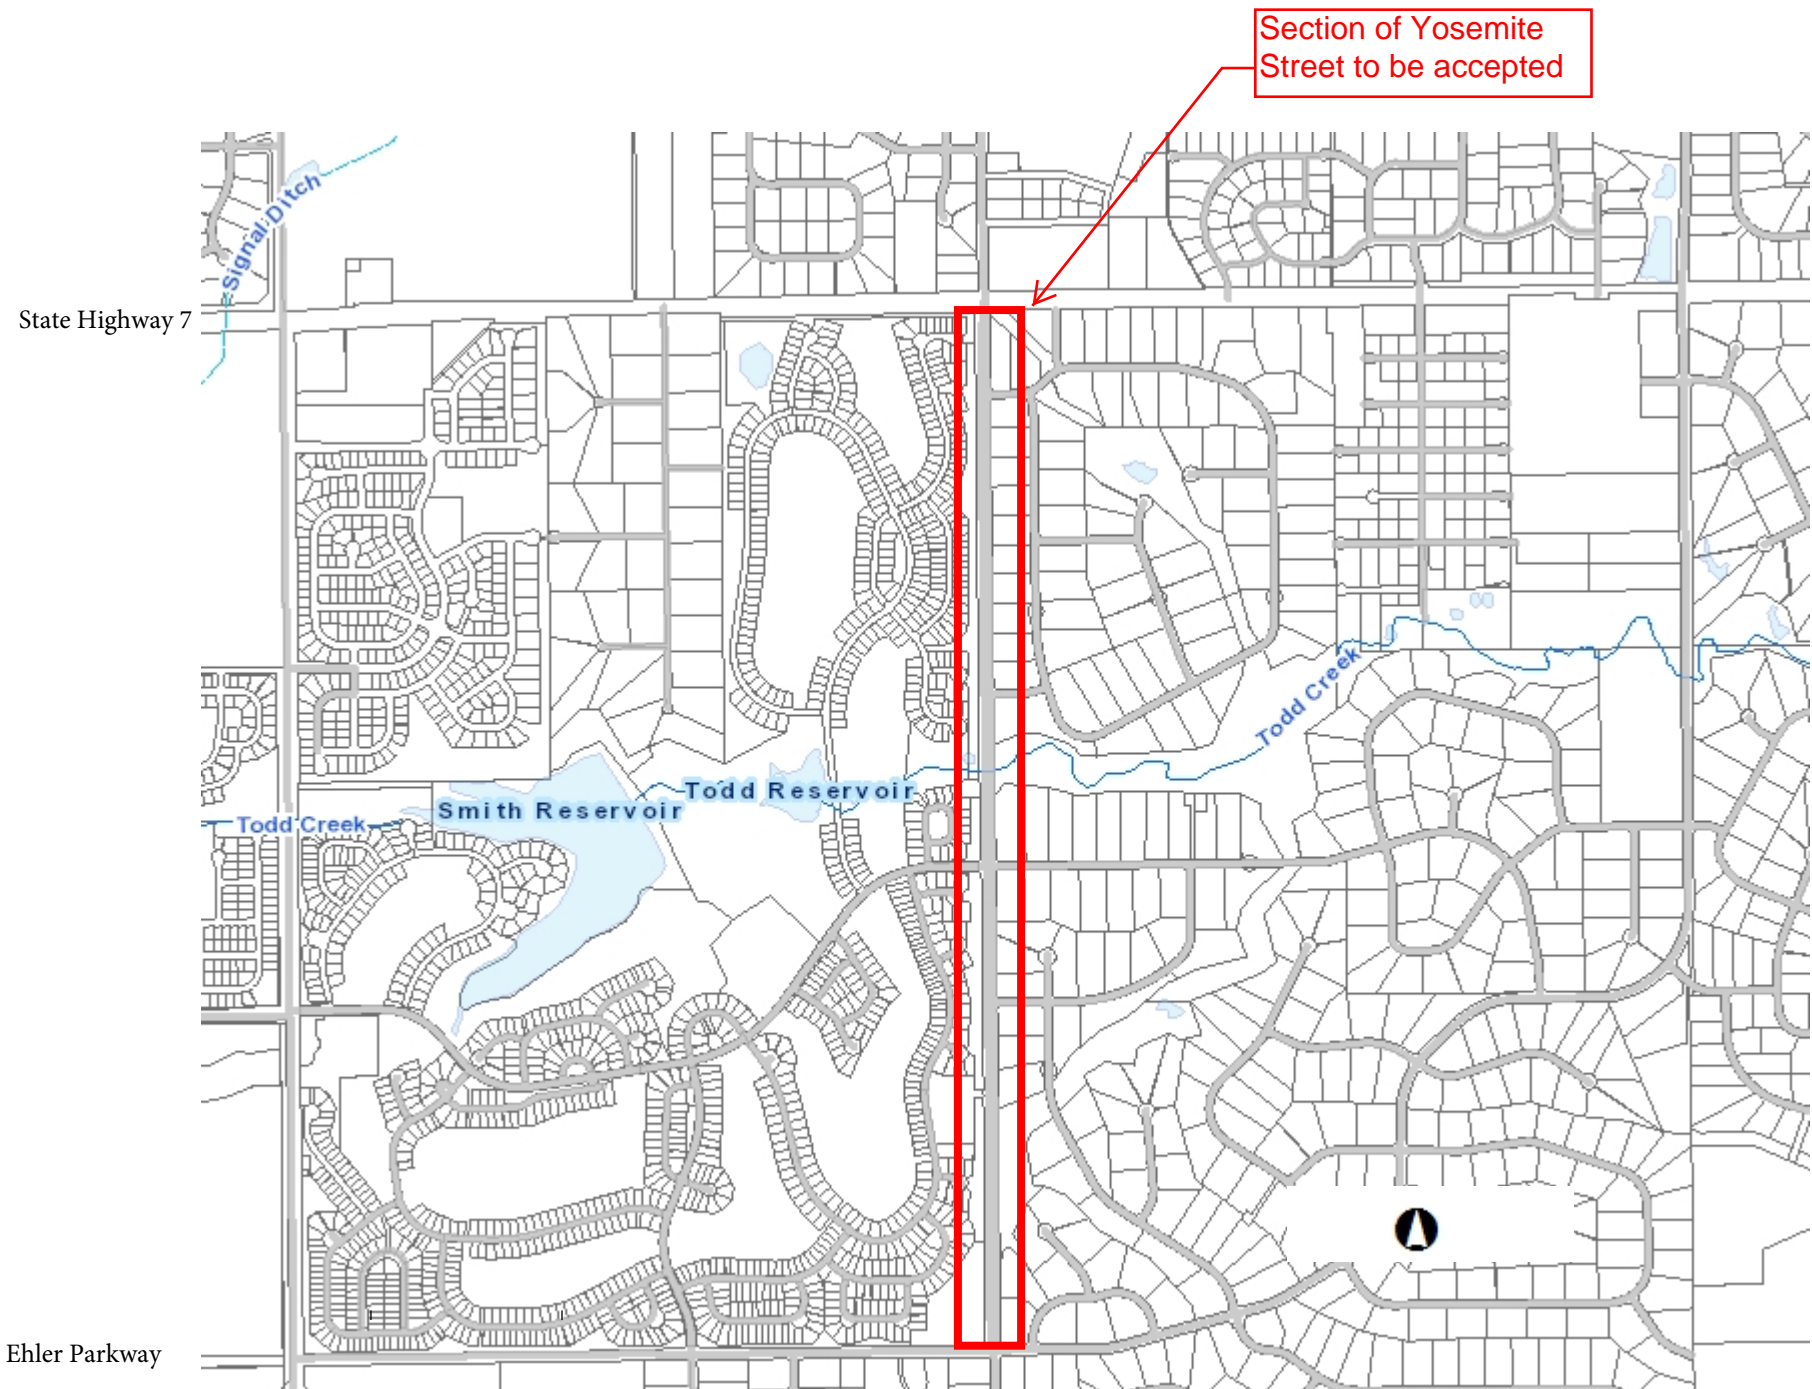 Section of Yosemite
Street to be accepted
Signal Ditch
State Highway 7
Todd Creek
Todd Reservoir
Smith Reservoir
Todd Creek
Ehler Parkway